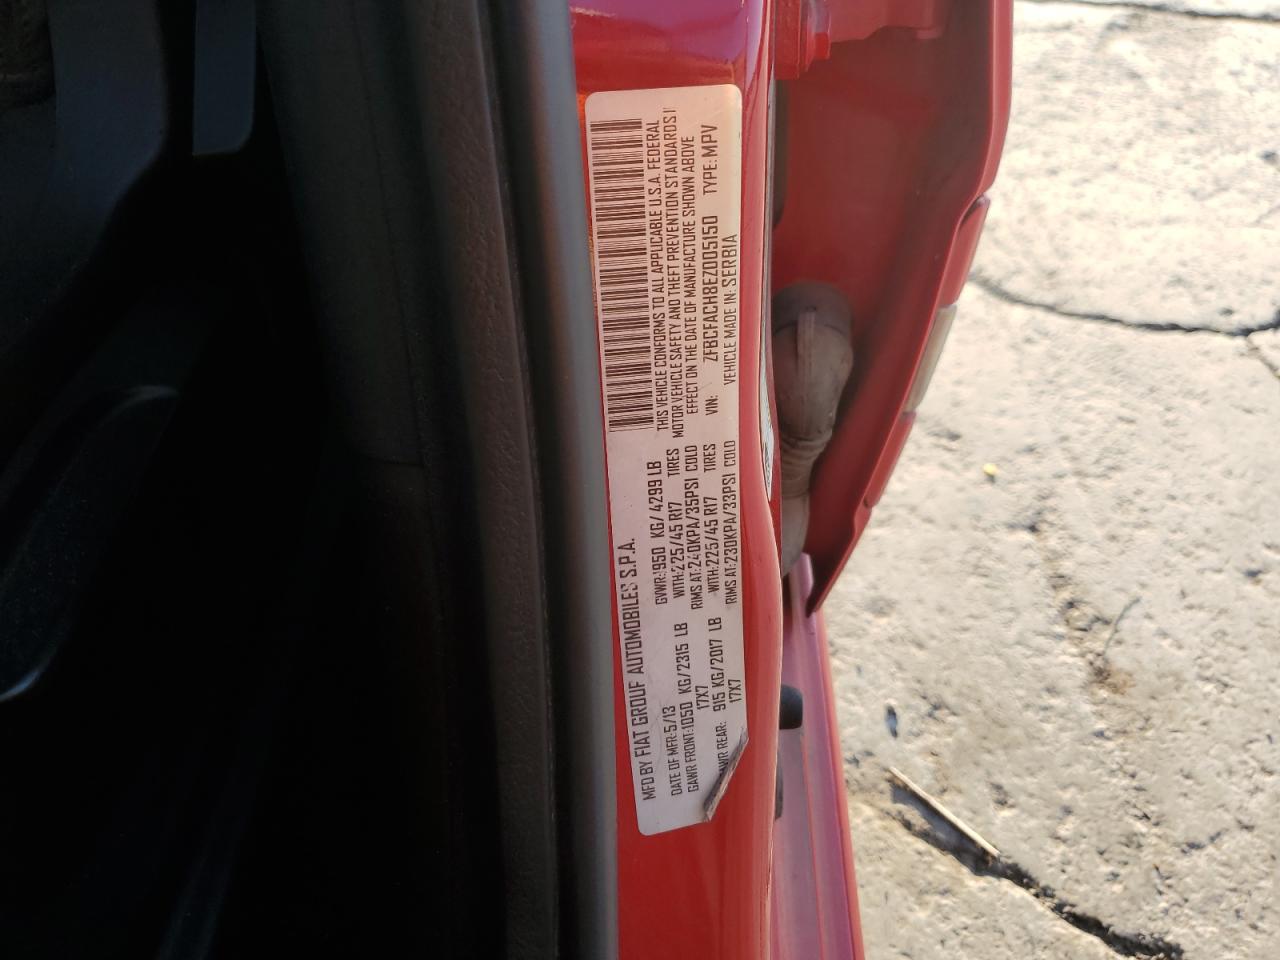 MFD BY FIAT GROUP AUTOMOBILES S.P.A.
DATE OF MFR: 5/13 GVWR: 1950 KG/ 4299 LB
GAWR FRONT: 1050 KG/2315 LB WITH: 225/45 R17 TIRES
17X7 RIMS AT: 240KPA/35PSI COLD
GAWR REAR: 915 KG/2017 LB WITH: 225/45 R17 TIRES
17X7 RIMS AT: 230KPA/33PSI COLD
THIS VEHICLE CONFORMS TO ALL APPLICABLE U.S.A. FEDERAL
MOTOR VEHICLE SAFETY AND THEFT PREVENTION STANDARDS I
EFFECT ON THE DATE OF MANUFACTURE SHOWN ABOVE
VIN: ZFBCFACH8EZ005150 TYPE: MPV
VEHICLE MADE IN: SERBIA